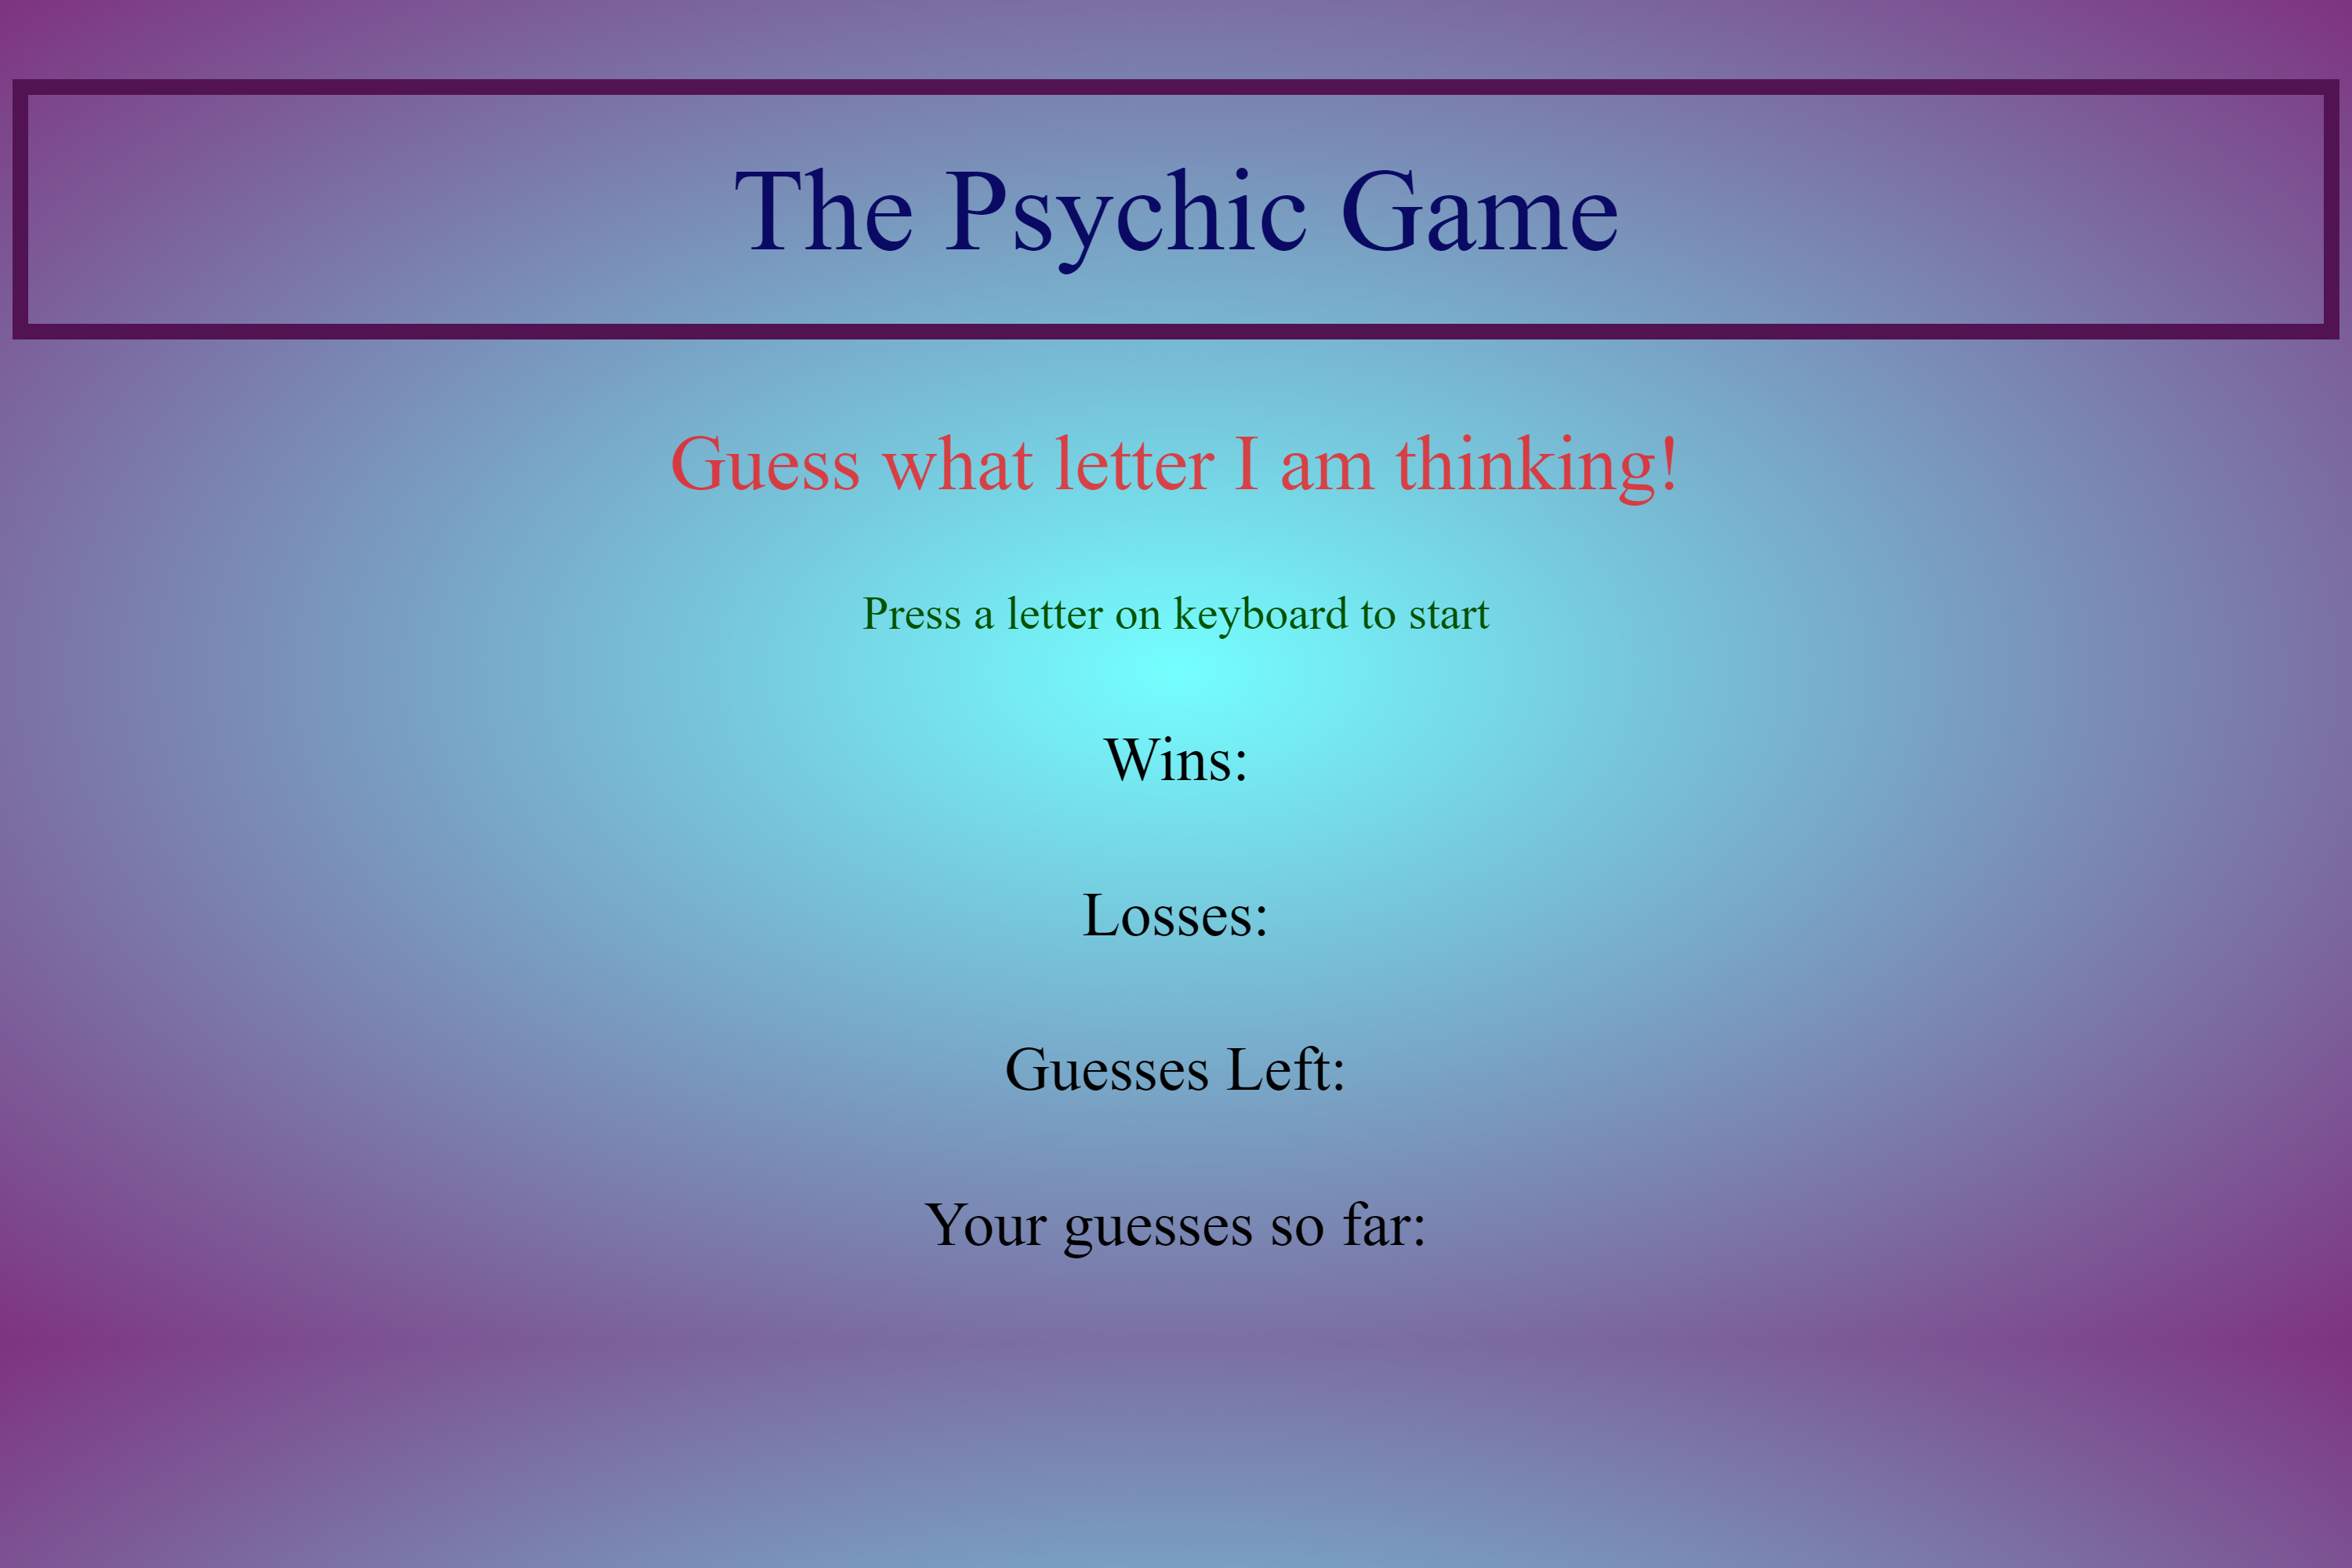 The Psychic Game
Guess what letter I am thinking!
Press a letter on keyboard to start
Wins:
Losses:
Guesses Left:
Your guesses so far: